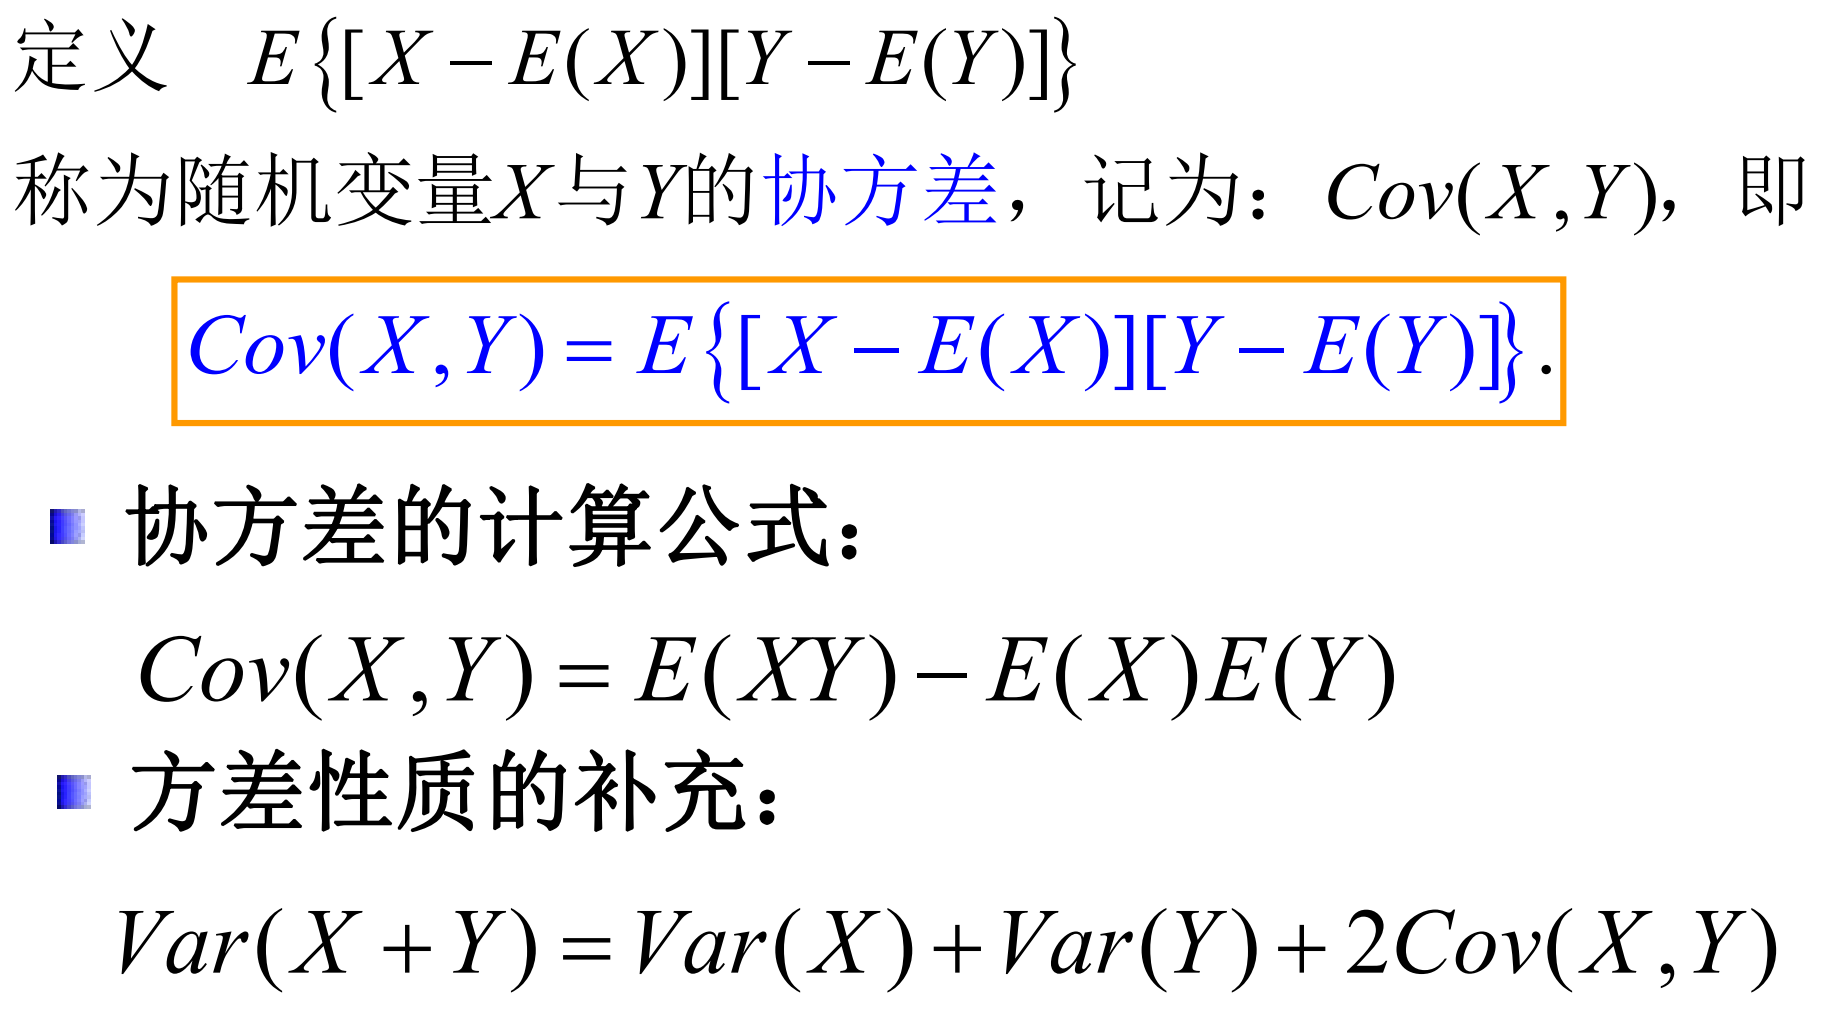 定义 E{[X − E(X)][Y − E(Y)]}
称为随机变量X与Y的协方差，记为：Cov(X,Y)，即
Cov(X,Y) = E{[X − E(X)][Y − E(Y)]}.
协方差的计算公式：
Cov(X,Y) = E(XY) − E(X)E(Y)
方差性质的补充：
Var(X + Y) = Var(X) + Var(Y) + 2Cov(X,Y)